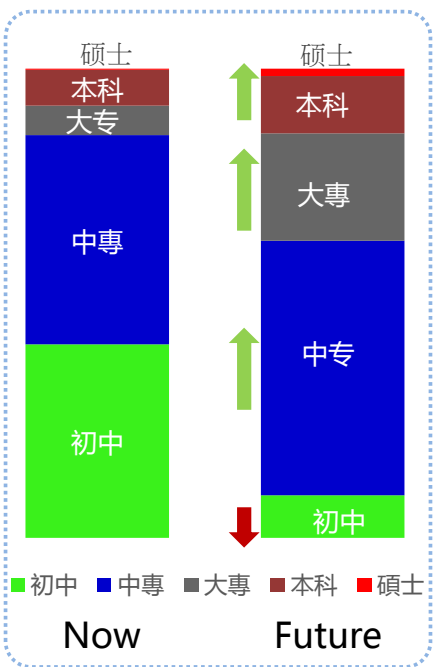 硕士
本科
大专
中專
初中
硕士
本科
大專
中专
初中
初中 中專 大專 本科 碩士
Now Future